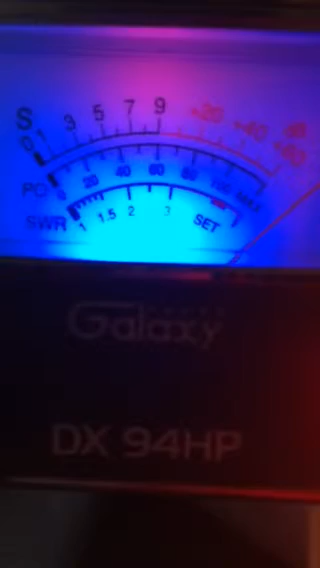 S 0 1 3 5 7 9 +20 +40 +60 dB
PO 20 40 60 80 100 MAX
SWR 1 1.5 2 3 SET
Galaxy
DX 94HP